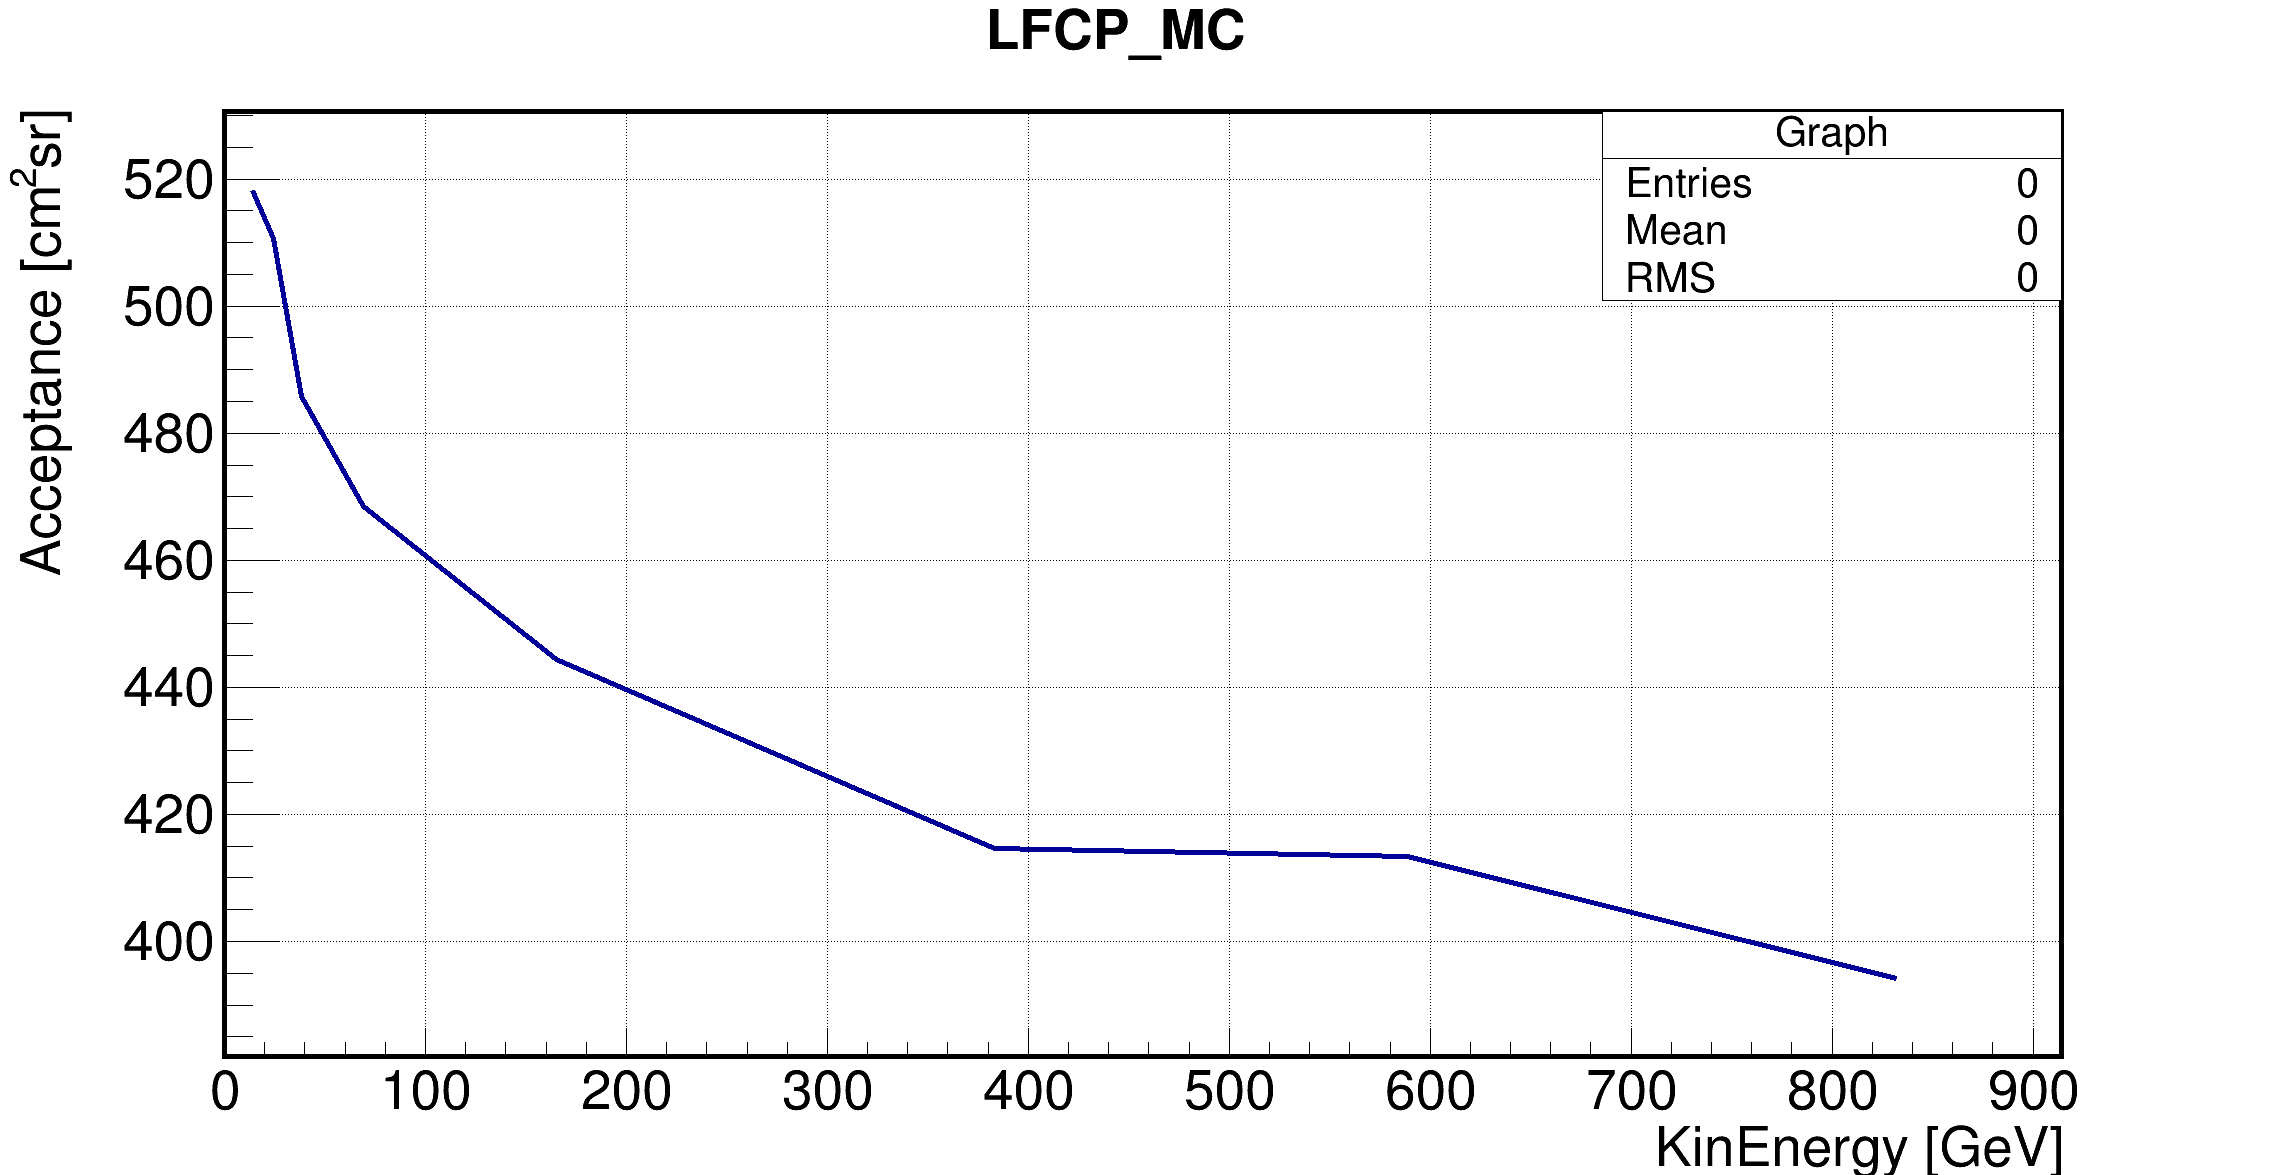 LFCP_MC
Acceptance [cm²sr]
Graph
Entries 0
Mean 0
RMS 0
520
500
480
460
440
420
400
0 100 200 300 400 500 600 700 800 900
KinEnergy [GeV]